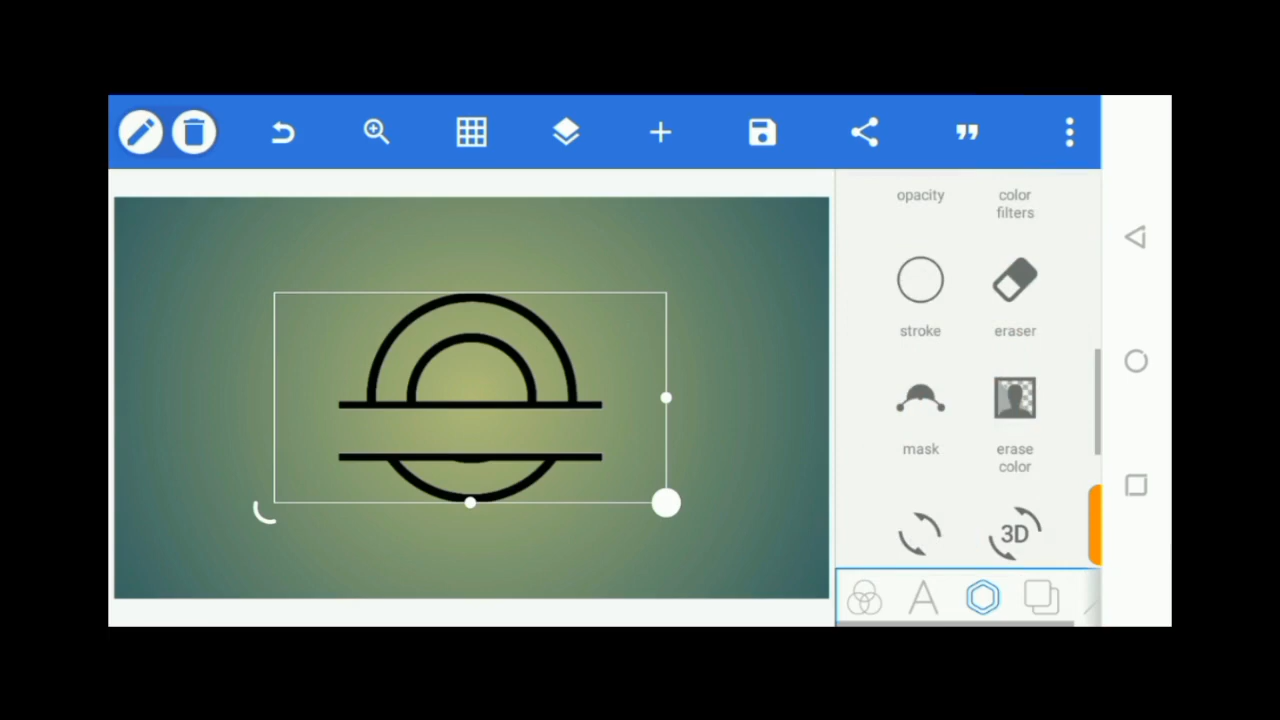 opacity
color
filters
stroke
eraser
mask
erase
color
3D